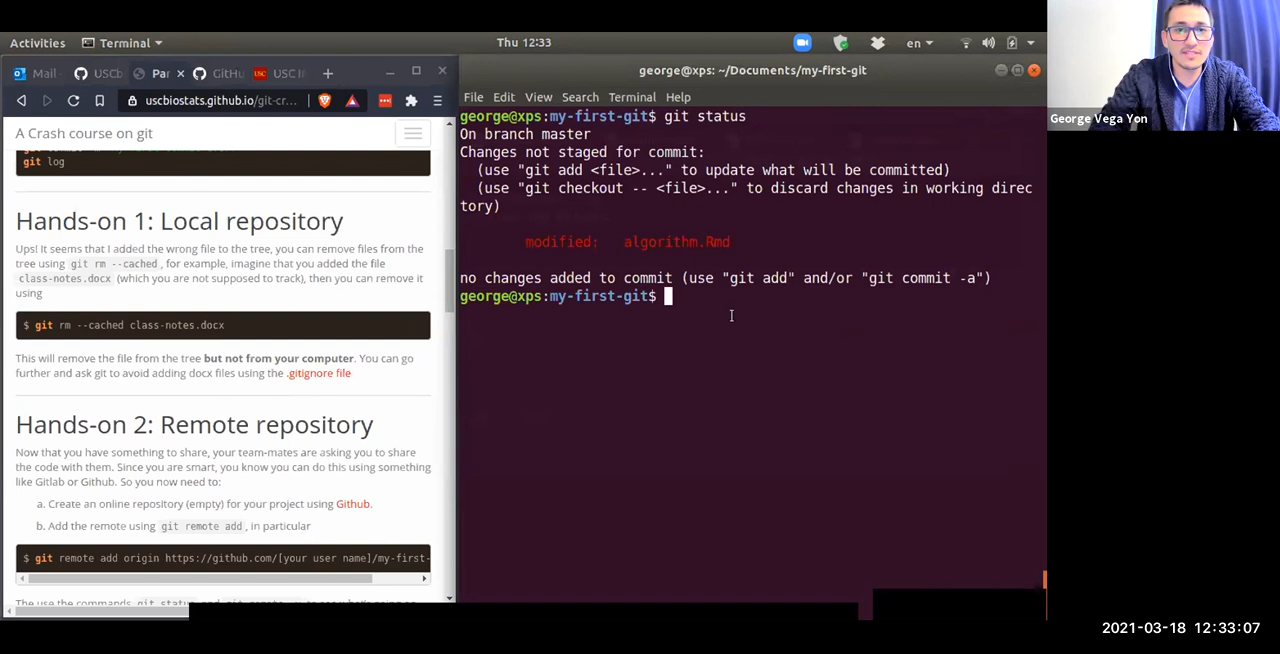 Activities Terminal Thu 12:33 en
Mail USCb Par GitHu USC USC I
uscbiostats.github.io/git-cr...
A Crash course on git
git log
Hands-on 1: Local repository
Ups! It seems that I added the wrong file to the tree, you can remove files from the
tree using git rm --cached, for example, imagine that you added the file
class-notes.docx (which you are not supposed to track), then you can remove it
using
$ git rm --cached class-notes.docx
This will remove the file from the tree but not from your computer. You can go
further and ask git to avoid adding docx files using the .gitignore file
Hands-on 2: Remote repository
Now that you have something to share, your team-mates are asking you to share
the code with them. Since you are smart, you know you can do this using something
like Gitlab or Github. So you now need to:
a. Create an online repository (empty) for your project using Github.
b. Add the remote using git remote add, in particular
$ git remote add origin https://github.com/[your user name]/my-first-
george@xps: ~/Documents/my-first-git
File Edit View Search Terminal Help
george@xps:my-first-git$ git status
On branch master
Changes not staged for commit:
(use "git add <file>..." to update what will be committed)
(use "git checkout -- <file>..." to discard changes in working direc
tory)
modified: algorithm.Rmd
no changes added to commit (use "git add" and/or "git commit -a")
george@xps:my-first-git$
George Vega Yon
2021-03-18 12:33:07